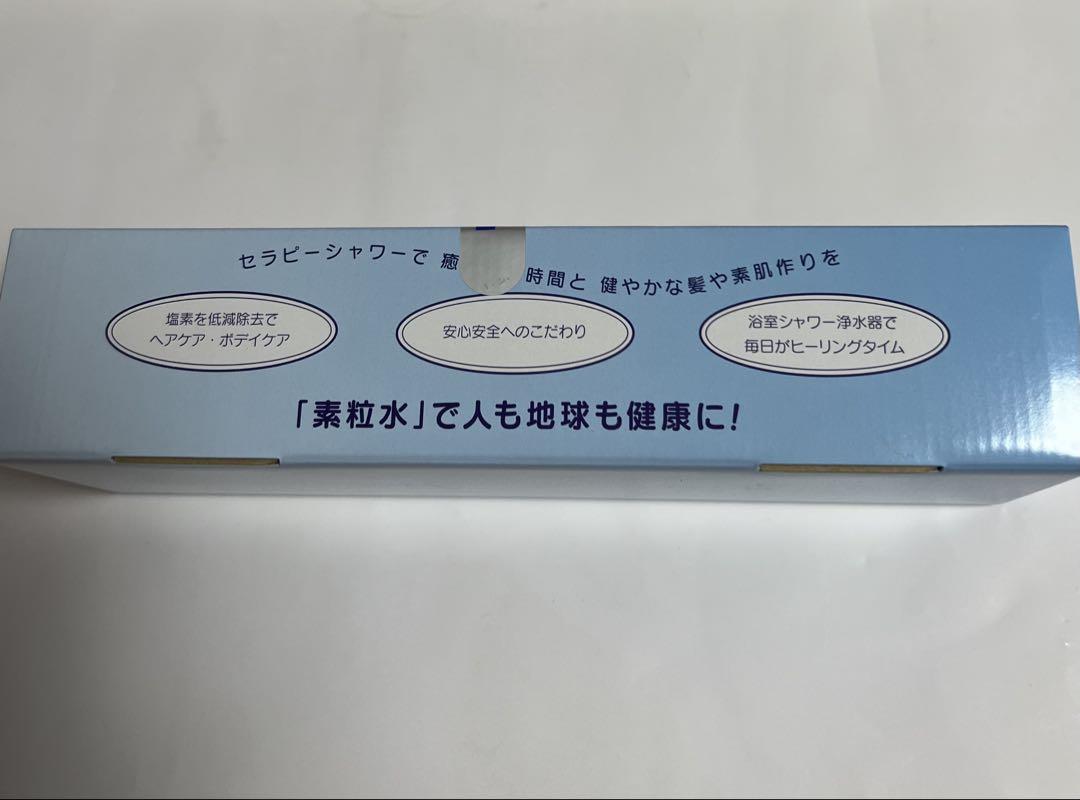 セラピーシャワーで 癒 時間と 健やかな髪や素肌作りを
塩素を低減除去で
ヘアケア・ボデイケア
安心安全へのこだわり
浴室シャワー浄水器で
毎日がヒーリングタイム
「素粒水」で人も地球も健康に!